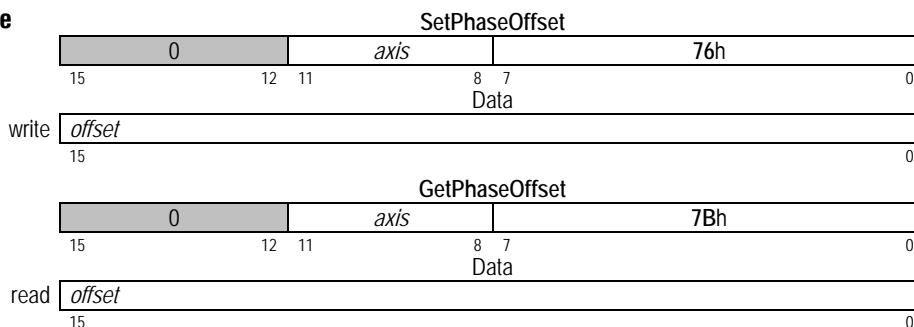 e
SetPhaseOffset
0 axis 76h
15 12 11 8 7 0
Data
write offset
15 0
GetPhaseOffset
0 axis 7Bh
15 12 11 8 7 0
Data
read offset
15 0